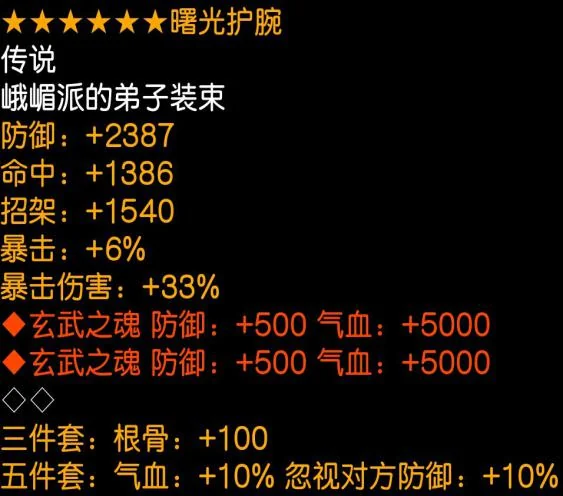 ★★★★★★曙光护腕
传说
峨嵋派的弟子装束
防御：+2387
命中：+1386
招架：+1540
暴击：+6%
暴击伤害：+33%
◆玄武之魂 防御：+500 气血：+5000
◆玄武之魂 防御：+500 气血：+5000
◇◇
三件套：根骨：+100
五件套：气血：+10% 忽视对方防御：+10%